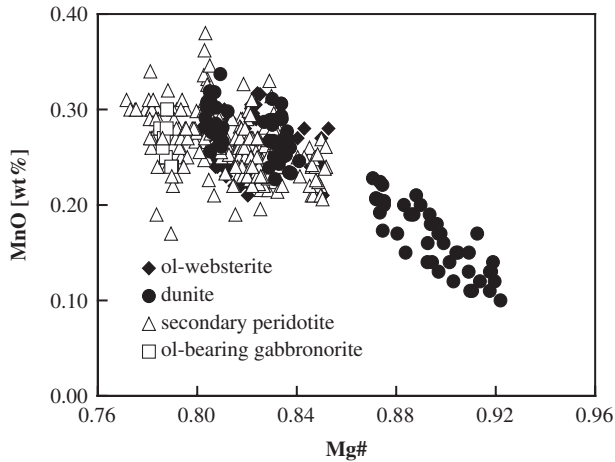 0.40
0.30
0.20
0.10
0.00
MnO [wt%]
ol-websterite
dunite
secondary peridotite
ol-bearing gabbronorite
0.76 0.80 0.84 0.88 0.92 0.96
Mg#